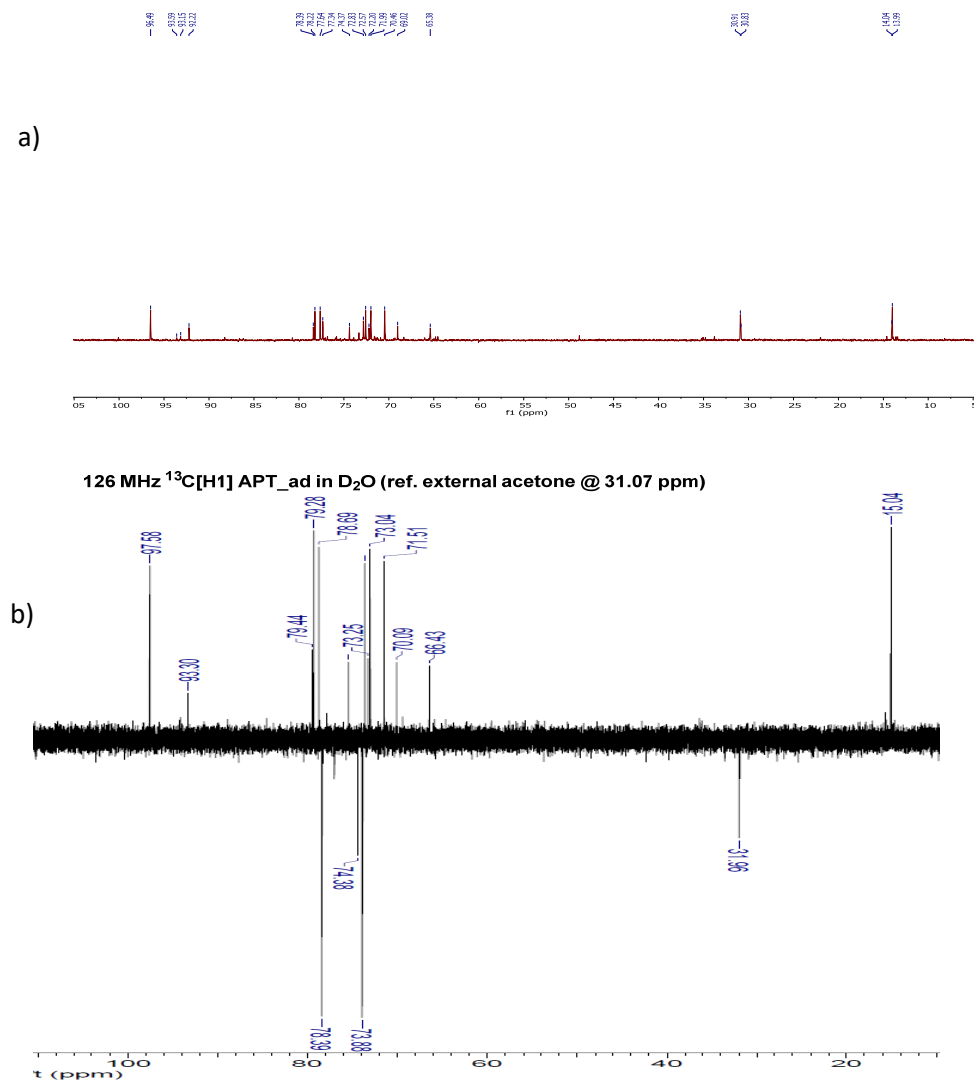 96.49 93.59 93.15 92.22 78.39 78.22 77.64 77.34 74.37 72.83 72.57 72.20 71.99 70.46 69.02 65.38 30.91 30.83 14.04 13.99
a)
05 100 95 90 85 80 75 70 65 60 55 50 45 40 35 30 25 20 15 10 5
f1 (ppm)
126 MHz ¹³C[H1] APT_ad in D₂O (ref. external acetone @ 31.07 ppm)
b)
97.58
93.30
79.44
79.28
78.69
73.25
73.04
71.51
70.09
66.43
15.04
78.39
74.38
73.88
31.96
100 80 60 40 20
t (ppm)